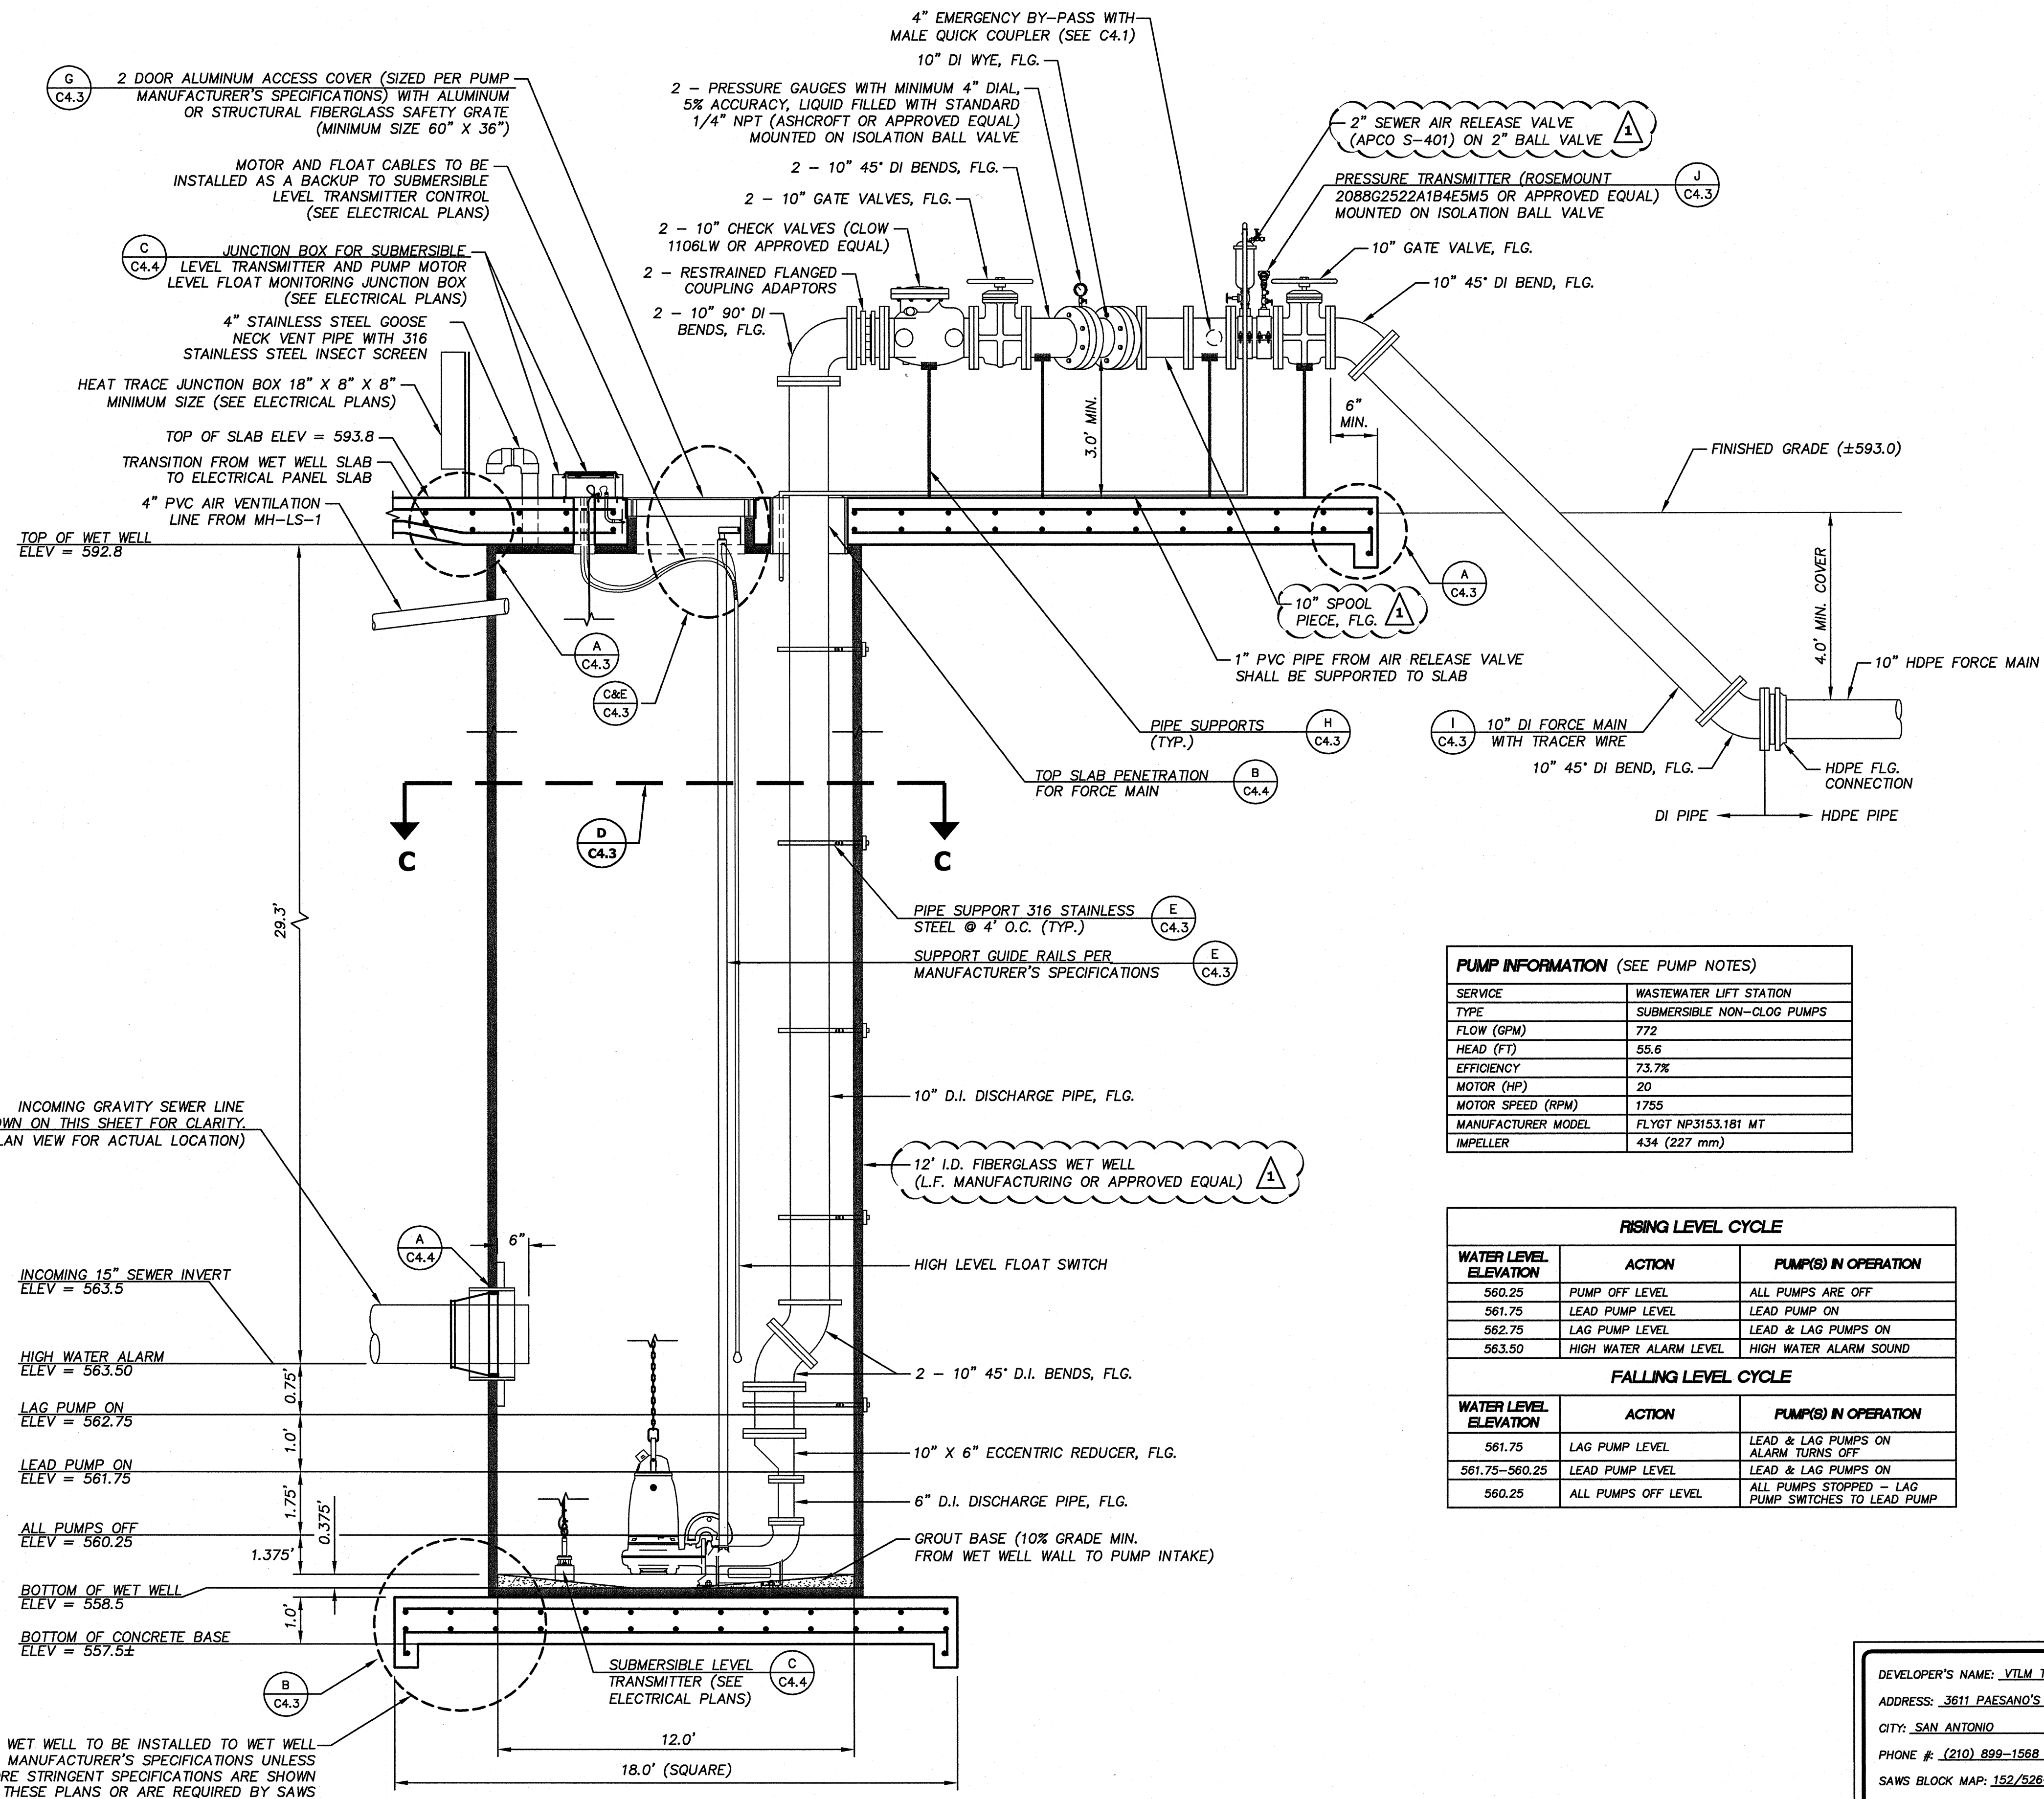 4" EMERGENCY BY-PASS WITH
MALE QUICK COUPLER (SEE C4.1)
10" DI WYE, FLG.
G
C4.3
2 DOOR ALUMINUM ACCESS COVER (SIZED PER PUMP
MANUFACTURER'S SPECIFICATIONS) WITH ALUMINUM
OR STRUCTURAL FIBERGLASS SAFETY GRATE
(MINIMUM SIZE 60" X 36")
2 - PRESSURE GAUGES WITH MINIMUM 4" DIAL,
5% ACCURACY, LIQUID FILLED WITH STANDARD
1/4" NPT (ASHCROFT OR APPROVED EQUAL)
MOUNTED ON ISOLATION BALL VALVE
2" SEWER AIR RELEASE VALVE
(APCO S-401) ON 2" BALL VALVE
1
MOTOR AND FLOAT CABLES TO BE
INSTALLED AS A BACKUP TO SUBMERSIBLE
LEVEL TRANSMITTER CONTROL
(SEE ELECTRICAL PLANS)
2 - 10" 45° DI BENDS, FLG.
2 - 10" GATE VALVES, FLG.
PRESSURE TRANSMITTER (ROSEMOUNT
2088G2522A1B4E5M5 OR APPROVED EQUAL)
MOUNTED ON ISOLATION BALL VALVE
J
C4.3
C
C4.4
JUNCTION BOX FOR SUBMERSIBLE
LEVEL TRANSMITTER AND PUMP MOTOR
LEVEL FLOAT MONITORING JUNCTION BOX
(SEE ELECTRICAL PLANS)
2 - 10" CHECK VALVES (CLOW
1106LW OR APPROVED EQUAL)
2 - RESTRAINED FLANGED
COUPLING ADAPTORS
2 - 10" 90° DI
BENDS, FLG.
10" GATE VALVE, FLG.
10" 45° DI BEND, FLG.
4" STAINLESS STEEL GOOSE
NECK VENT PIPE WITH 316
STAINLESS STEEL INSECT SCREEN
HEAT TRACE JUNCTION BOX 18" X 8" X 8"
MINIMUM SIZE (SEE ELECTRICAL PLANS)
3.0' MIN.
6"
MIN.
TOP OF SLAB ELEV = 593.8
TRANSITION FROM WET WELL SLAB
TO ELECTRICAL PANEL SLAB
4" PVC AIR VENTILATION
LINE FROM MH-LS-1
FINISHED GRADE (±593.0)
TOP OF WET WELL
ELEV = 592.8
4.0' MIN. COVER
A
C4.3
A
C4.3
10" SPOOL
PIECE, FLG.
1
1" PVC PIPE FROM AIR RELEASE VALVE
SHALL BE SUPPORTED TO SLAB
10" HDPE FORCE MAIN
C&E
C4.3
PIPE SUPPORTS
(TYP.)
H
C4.3
I
C4.3
10" DI FORCE MAIN
WITH TRACER WIRE
10" 45° DI BEND, FLG.
HDPE FLG.
CONNECTION
DI PIPE
HDPE PIPE
TOP SLAB PENETRATION
FOR FORCE MAIN
B
C4.4
D
C4.3
C
C
29.3'
PIPE SUPPORT 316 STAINLESS
STEEL @ 4' O.C. (TYP.)
E
C4.3
SUPPORT GUIDE RAILS PER
MANUFACTURER'S SPECIFICATIONS
E
C4.3
10" D.I. DISCHARGE PIPE, FLG.
PUMP INFORMATION (SEE PUMP NOTES)
SERVICE WASTEWATER LIFT STATION
TYPE SUBMERSIBLE NON-CLOG PUMPS
FLOW (GPM) 772
HEAD (FT) 55.6
EFFICIENCY 73.7%
MOTOR (HP) 20
MOTOR SPEED (RPM) 1755
MANUFACTURER MODEL FLYGT NP3153.181 MT
IMPELLER 434 (227 mm)
INCOMING GRAVITY SEWER LINE
ON THIS SHEET FOR CLARITY.
VIEW FOR ACTUAL LOCATION)
12' I.D. FIBERGLASS WET WELL
(L.F. MANUFACTURING OR APPROVED EQUAL)
1
A
C4.4
6"
HIGH LEVEL FLOAT SWITCH
INCOMING 15" SEWER INVERT
ELEV = 563.5
HIGH WATER ALARM
ELEV = 563.50
0.75'
2 - 10" 45° D.I. BENDS, FLG.
LAG PUMP ON
ELEV = 562.75
1.0'
10" X 6" ECCENTRIC REDUCER, FLG.
LEAD PUMP ON
ELEV = 561.75
1.75'
0.375'
6" D.I. DISCHARGE PIPE, FLG.
ALL PUMPS OFF
ELEV = 560.25
1.375'
GROUT BASE (10% GRADE MIN.
FROM WET WELL WALL TO PUMP INTAKE)
BOTTOM OF WET WELL
ELEV = 558.5
1.0'
BOTTOM OF CONCRETE BASE
ELEV = 557.5±
RISING LEVEL CYCLE
WATER LEVEL ELEVATION ACTION PUMP(S) IN OPERATION
560.25 PUMP OFF LEVEL ALL PUMPS ARE OFF
561.75 LEAD PUMP LEVEL LEAD PUMP ON
562.75 LAG PUMP LEVEL LEAD & LAG PUMPS ON
563.50 HIGH WATER ALARM LEVEL HIGH WATER ALARM SOUND
FALLING LEVEL CYCLE
WATER LEVEL ELEVATION ACTION PUMP(S) IN OPERATION
561.75 LAG PUMP LEVEL LEAD & LAG PUMPS ON ALARM TURNS OFF
561.75-560.25 LEAD PUMP LEVEL LEAD & LAG PUMPS ON
560.25 ALL PUMPS OFF LEVEL ALL PUMPS STOPPED - LAG PUMP SWITCHES TO LEAD PUMP
B
C4.3
SUBMERSIBLE LEVEL
TRANSMITTER (SEE
ELECTRICAL PLANS)
C
C4.4
12.0'
18.0' (SQUARE)
WET WELL TO BE INSTALLED TO WET WELL
MANUFACTURER'S SPECIFICATIONS UNLESS
STRINGENT SPECIFICATIONS ARE SHOWN
THESE PLANS OR ARE REQUIRED BY SAWS
DEVELOPER'S NAME: VTLM
ADDRESS: 3611 PAESANO'S
CITY: SAN ANTONIO
PHONE #: (210) 899-1568
SAWS BLOCK MAP: 152/526